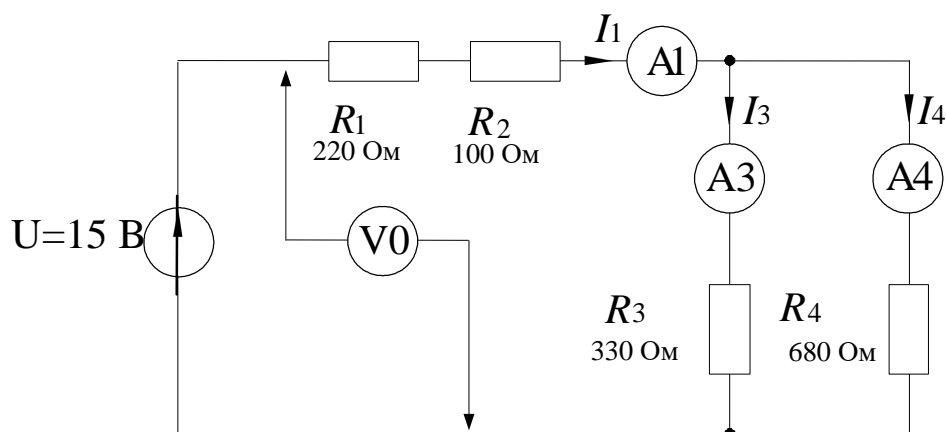 I1
A1
R1
220 Ом
R2
100 Ом
I3
I4
A3
A4
U=15 В
V0
R3
330 Ом
R4
680 Ом